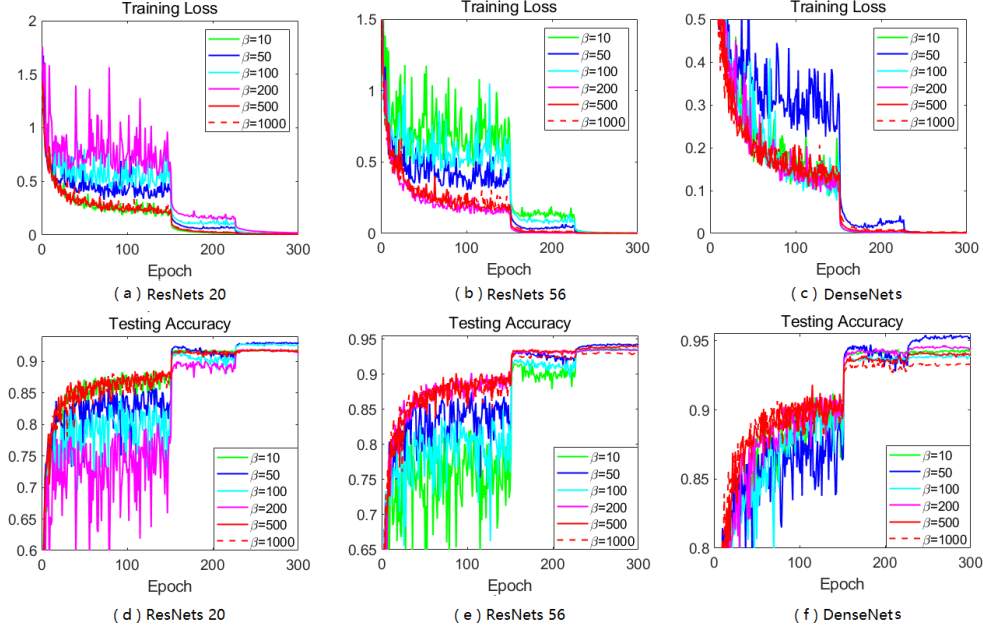 Training Loss
2
1.5
1
0.5
0
0 100 200 300
β=10
β=50
β=100
β=200
β=500
β=1000
Epoch
( a ) ResNets 20
Training Loss
1.5
1
0.5
0
0 100 200 300
β=10
β=50
β=100
β=200
β=500
β=1000
Epoch
( b ) ResNets 56
Training Loss
0.5
0.4
0.3
0.2
0.1
0
0 100 200 300
β=10
β=50
β=100
β=200
β=500
β=1000
Epoch
( c ) DenseNets
Testing Accuracy
0.9
0.85
0.8
0.75
0.7
0.65
0.6
0 100 200 300
β=10
β=50
β=100
β=200
β=500
β=1000
Epoch
( d ) ResNets 20
Testing Accuracy
0.95
0.9
0.85
0.8
0.75
0.7
0.65
0 100 200 300
β=10
β=50
β=100
β=200
β=500
β=1000
Epoch
( e ) ResNets 56
Testing Accuracy
0.95
0.9
0.85
0.8
0 100 200 300
β=10
β=50
β=100
β=200
β=500
β=1000
Epoch
( f ) DenseNets